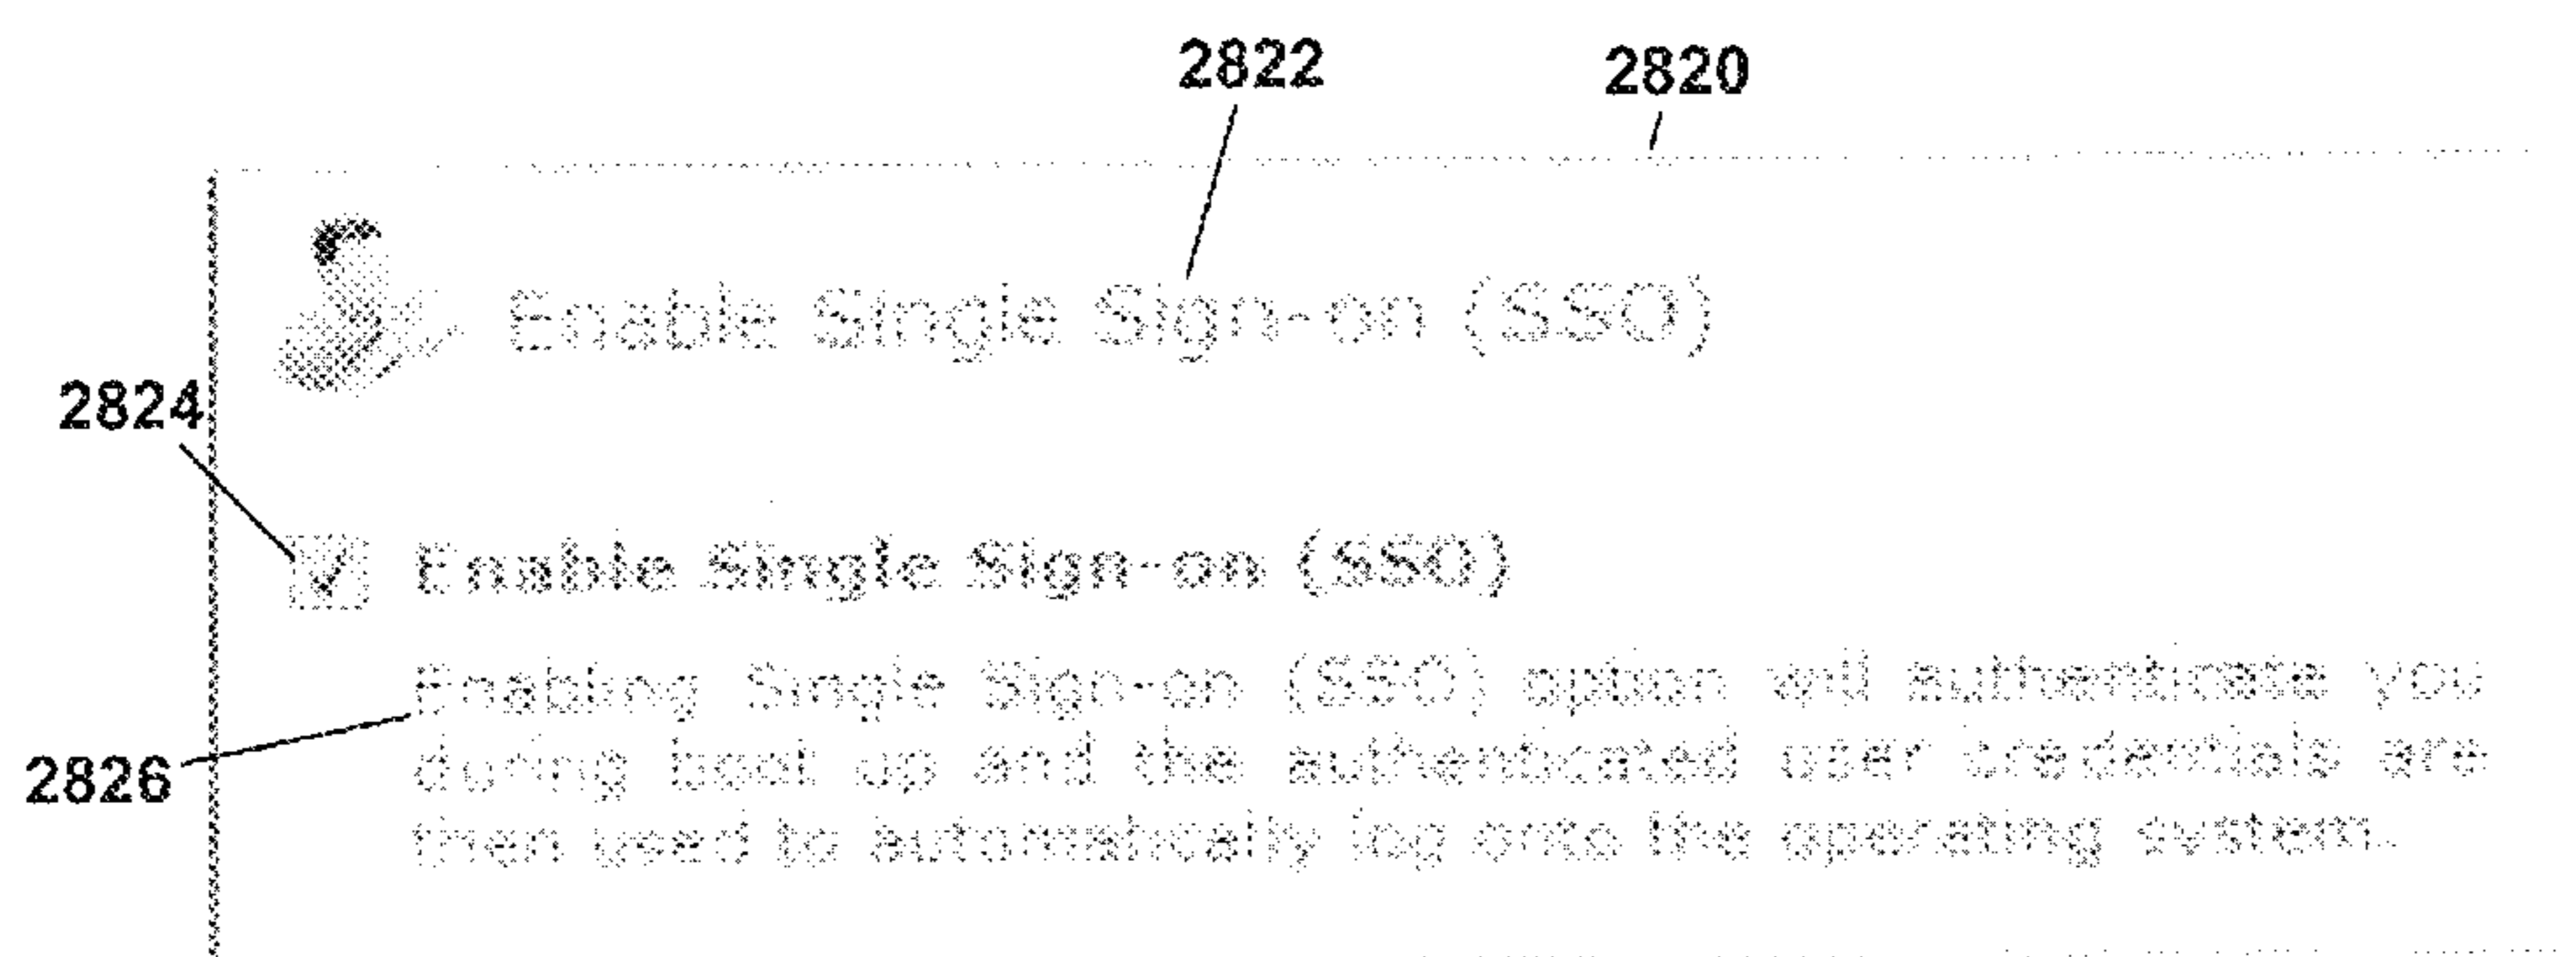 2822 2820
Enable Single Sign-on (SSO)
2824
Enable Single Sign-on (SSO)
Enabling Single Sign-on (SSO) option will authenticate you
during boot up and the authenticated user credentials are
2826
then used to automatically log onto the operating system.